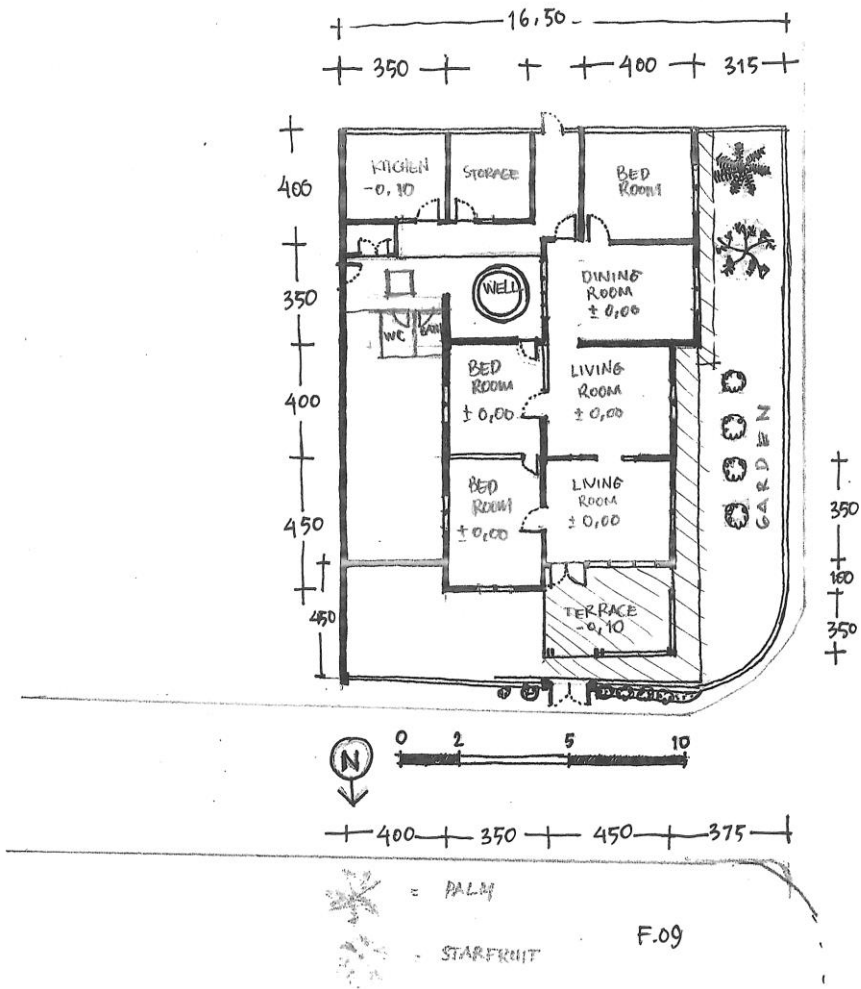 16,50
350
400
315
400
KITCHEN
-0,10
STORAGE
BED
ROOM
350
WELL
DINING
ROOM
± 0,00
WC
400
BED
ROOM
± 0,00
LIVING
ROOM
± 0,00
GARDEN
450
BED
ROOM
± 0,00
LIVING
ROOM
± 0,00
350
100
450
TERRACE
-0,10
350
N
0 2 5 10
400 350 450 375
= PALM
F.09
STARFRUIT